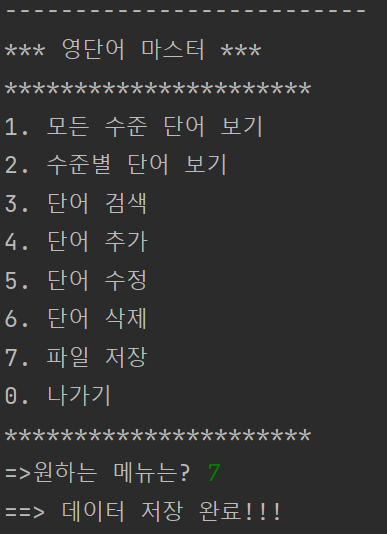 ---------------------------
*** 영단어 마스터 ***
**********************
1. 모든 수준 단어 보기
2. 수준별 단어 보기
3. 단어 검색
4. 단어 추가
5. 단어 수정
6. 단어 삭제
7. 파일 저장
0. 나가기
**********************
=>원하는 메뉴는? 7
==> 데이터 저장 완료!!!